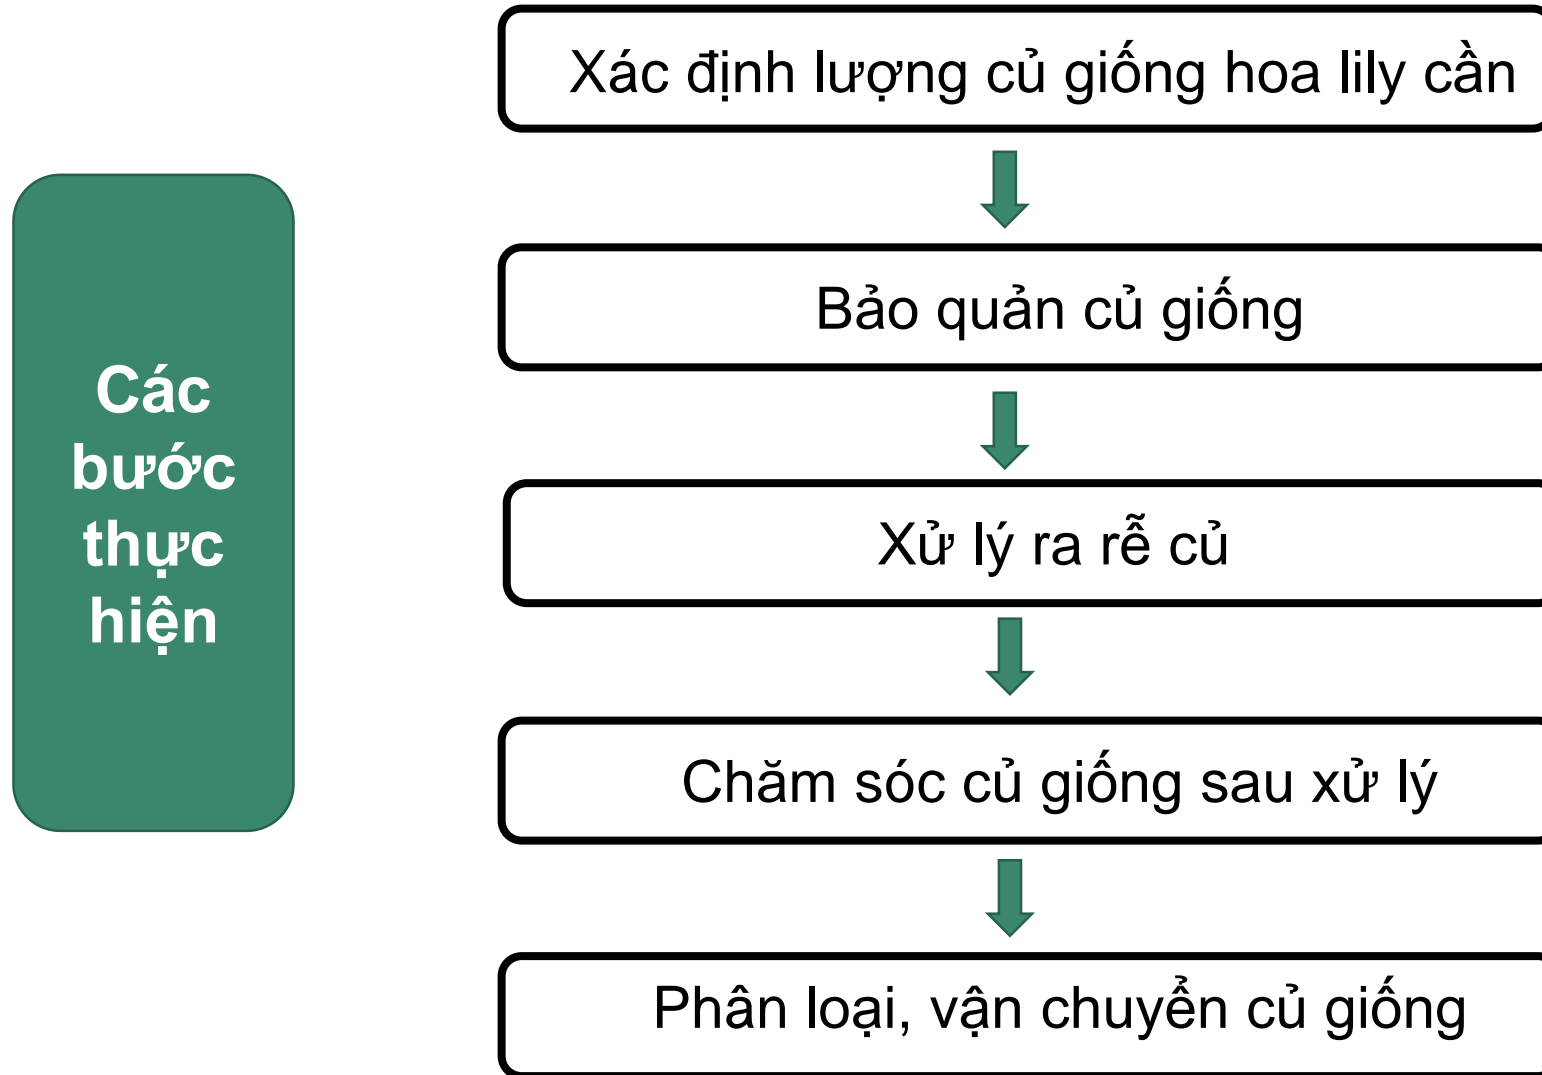 Các
bước
thực
hiện
Xác định lượng củ giống hoa lily cần
Bảo quản củ giống
Xử lý ra rễ củ
Chăm sóc củ giống sau xử lý
Phân loại, vận chuyển củ giống